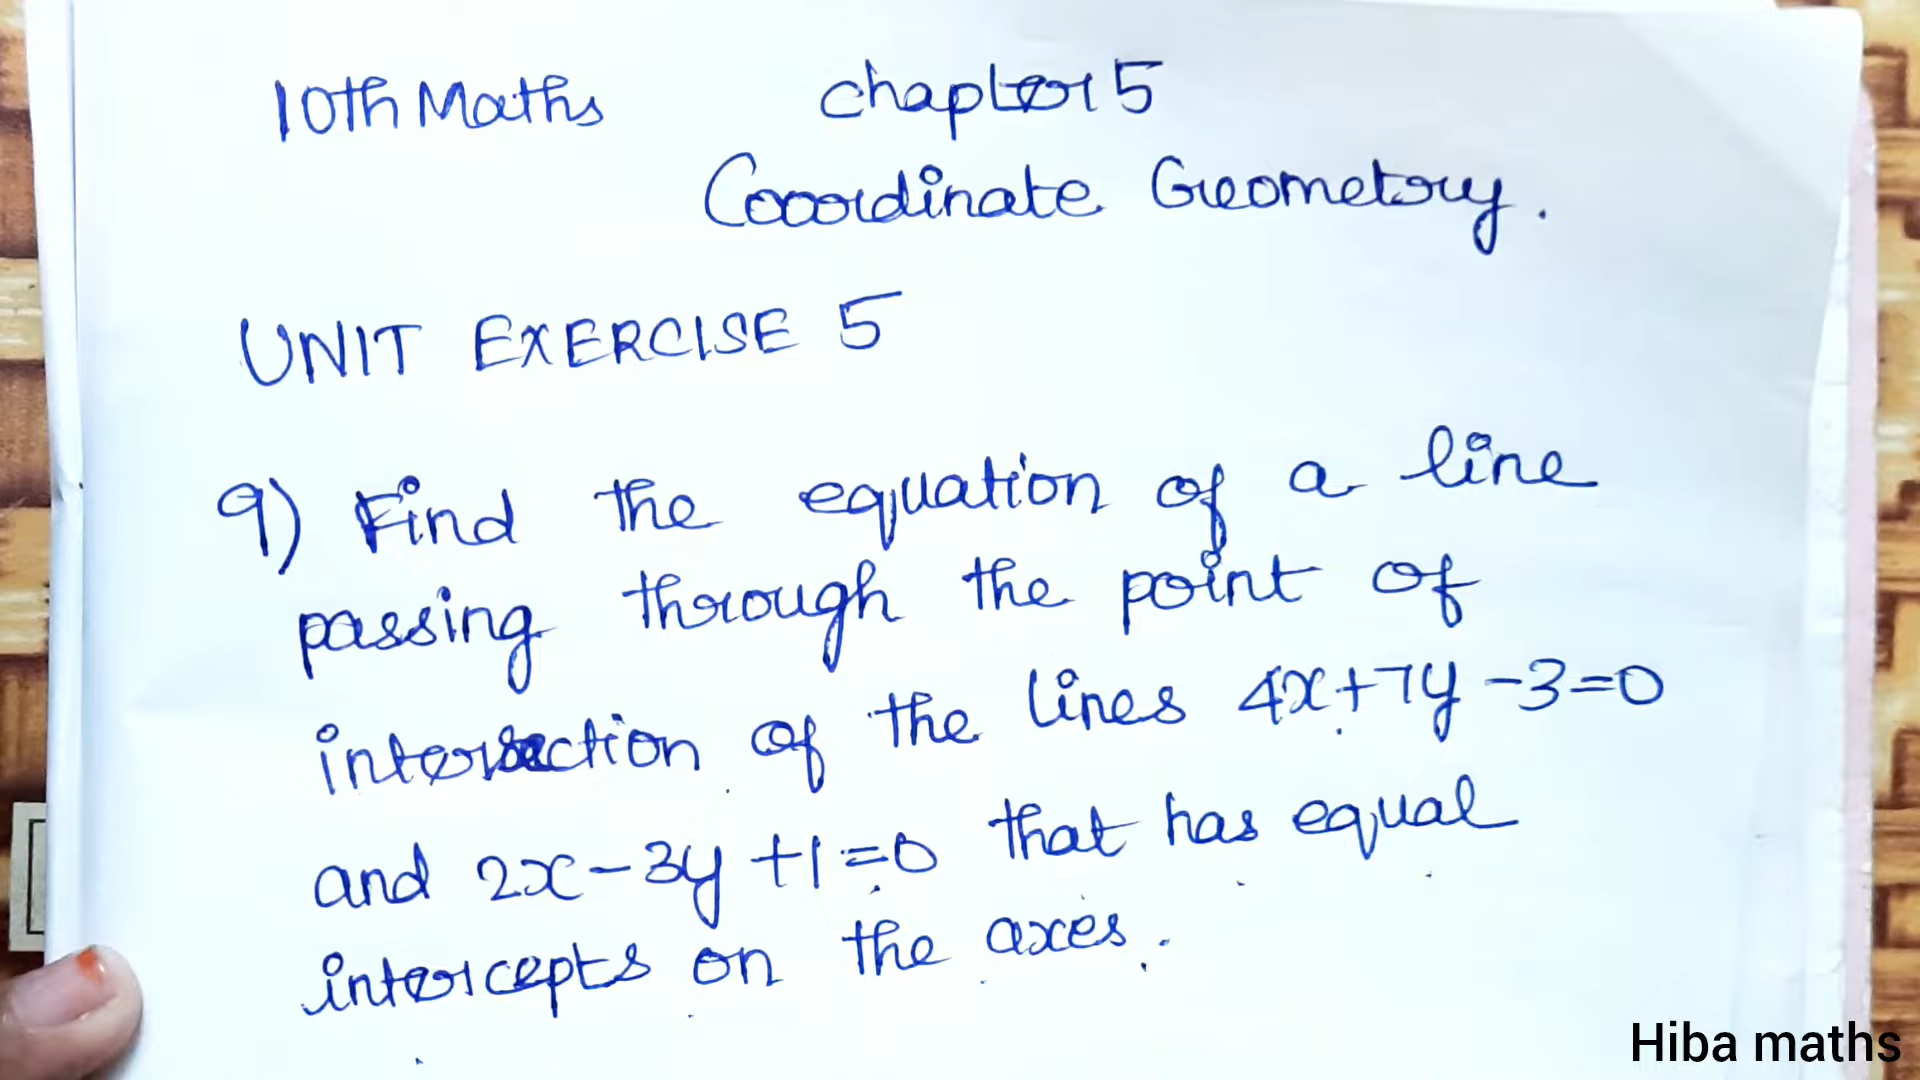 10th Maths chapter 5
Coordinate Geometry.
UNIT EXERCISE 5
9) Find the equation of a line
passing through the point of
intersection of the lines 4x+7y-3=0
and 2x-3y+1=0 that has equal
intercepts on the axes.
Hiba maths